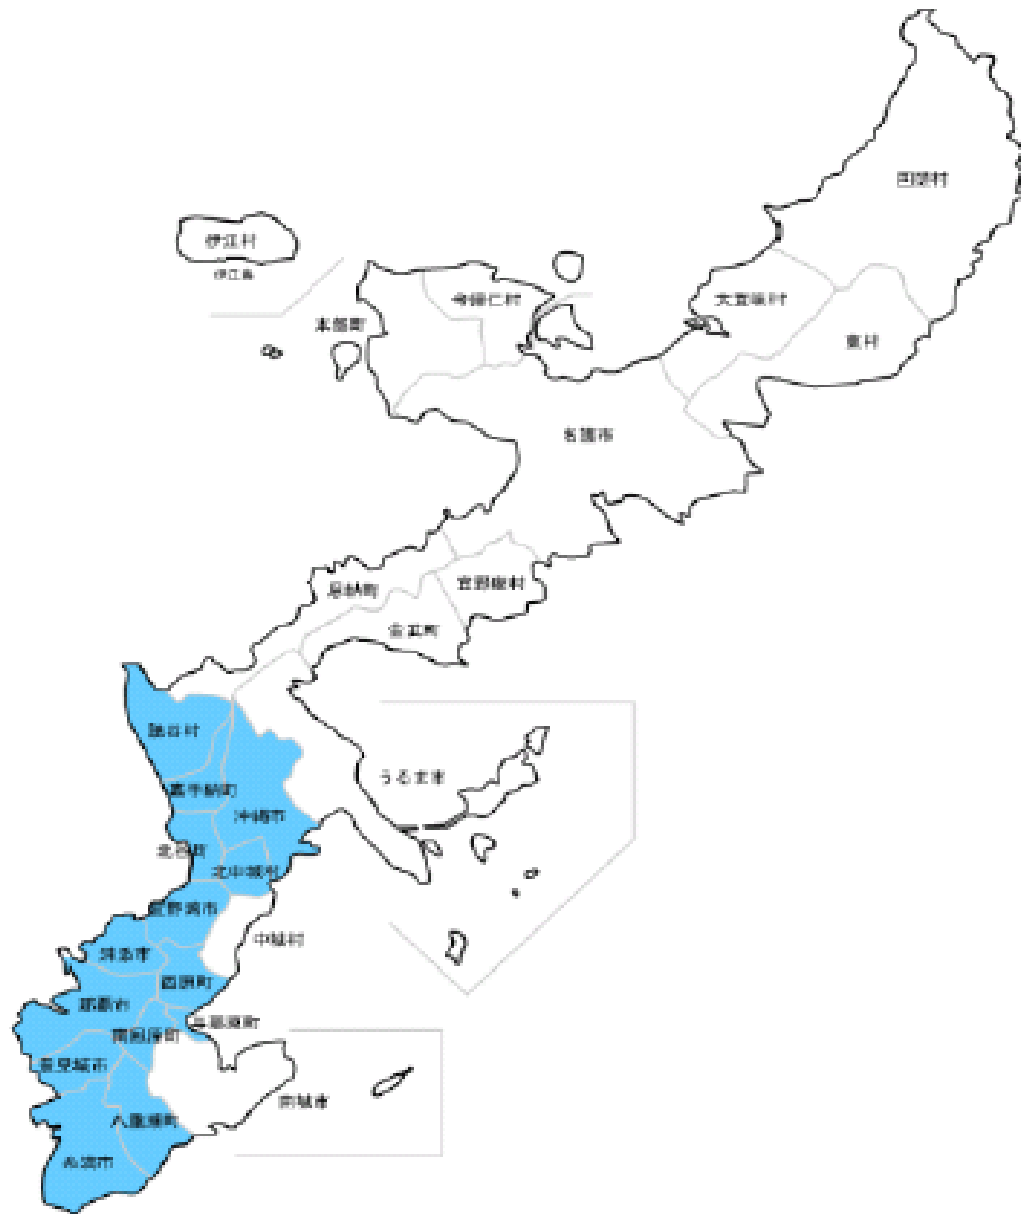 国頭村
伊江村
伊江島
今帰仁村
大宜味村
本部町
東村
名護市
恩納町
宜野座村
金武町
読谷村
うるま市
嘉手納町
沖縄市
北谷町
北中城村
宜野湾市
中城村
浦添市
西原町
那覇市
与那原町
南風原町
豊見城市
南城市
八重瀬町
糸満市